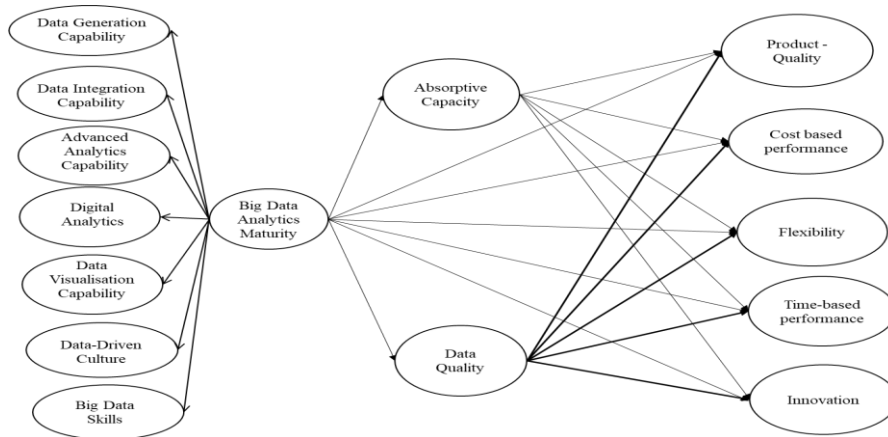 Data Generation
Capability
Data Integration
Capability
Advanced
Analytics
Capability
Digital
Analytics
Data
Visualisation
Capability
Data-Driven
Culture
Big Data
Skills
Big Data
Analytics
Maturity
Absorptive
Capacity
Data
Quality
Product -
Quality
Cost based
performance
Flexibility
Time-based
performance
Innovation